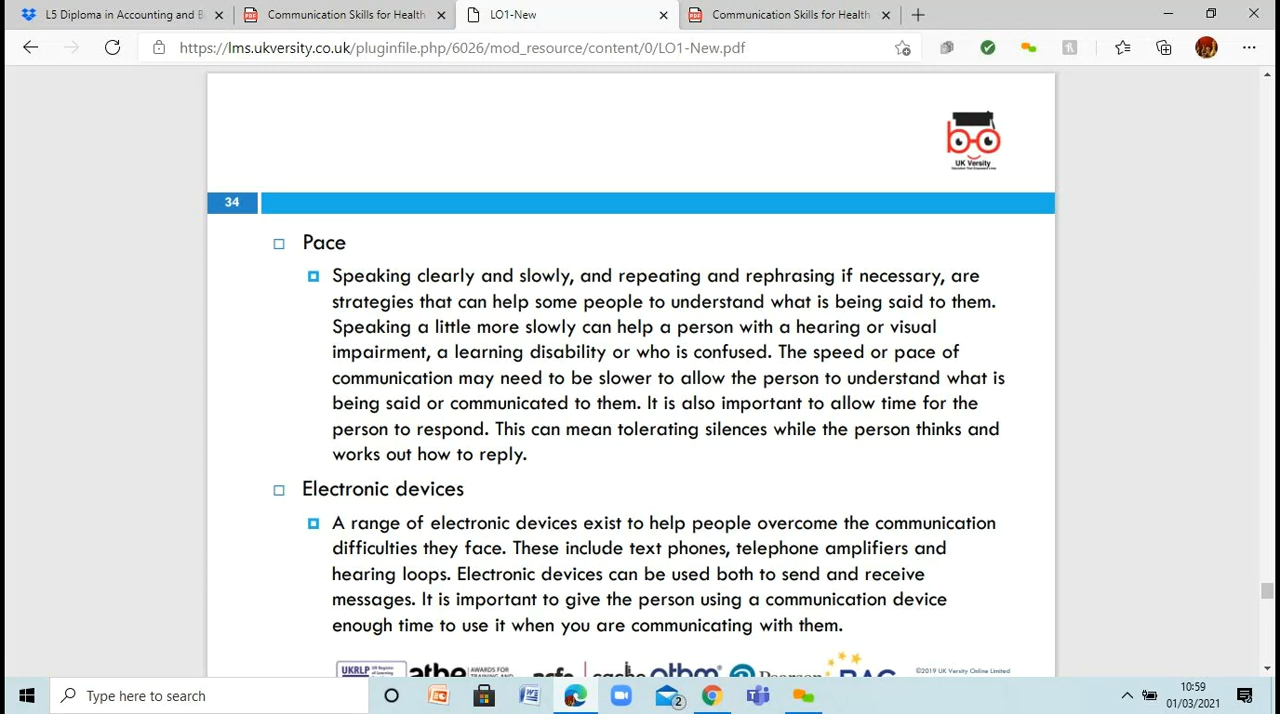 L5 Diploma in Accounting and B
Communication Skills for Health
LO1-New
Communication Skills for Health
https://lms.ukversity.co.uk/pluginfile.php/6026/mod_resource/content/0/LO1-New.pdf
UK Versity
34
Pace
Speaking clearly and slowly, and repeating and rephrasing if necessary, are
strategies that can help some people to understand what is being said to them.
Speaking a little more slowly can help a person with a hearing or visual
impairment, a learning disability or who is confused. The speed or pace of
communication may need to be slower to allow the person to understand what is
being said or communicated to them. It is also important to allow time for the
person to respond. This can mean tolerating silences while the person thinks and
works out how to reply.
Electronic devices
A range of electronic devices exist to help people overcome the communication
difficulties they face. These include text phones, telephone amplifiers and
hearing loops. Electronic devices can be used both to send and receive
messages. It is important to give the person using a communication device
enough time to use it when you are communicating with them.
UKRLP
athe AWARDS FOR
©2019 UK Versity Online Limited
Type here to search
2
10:59
01/03/2021